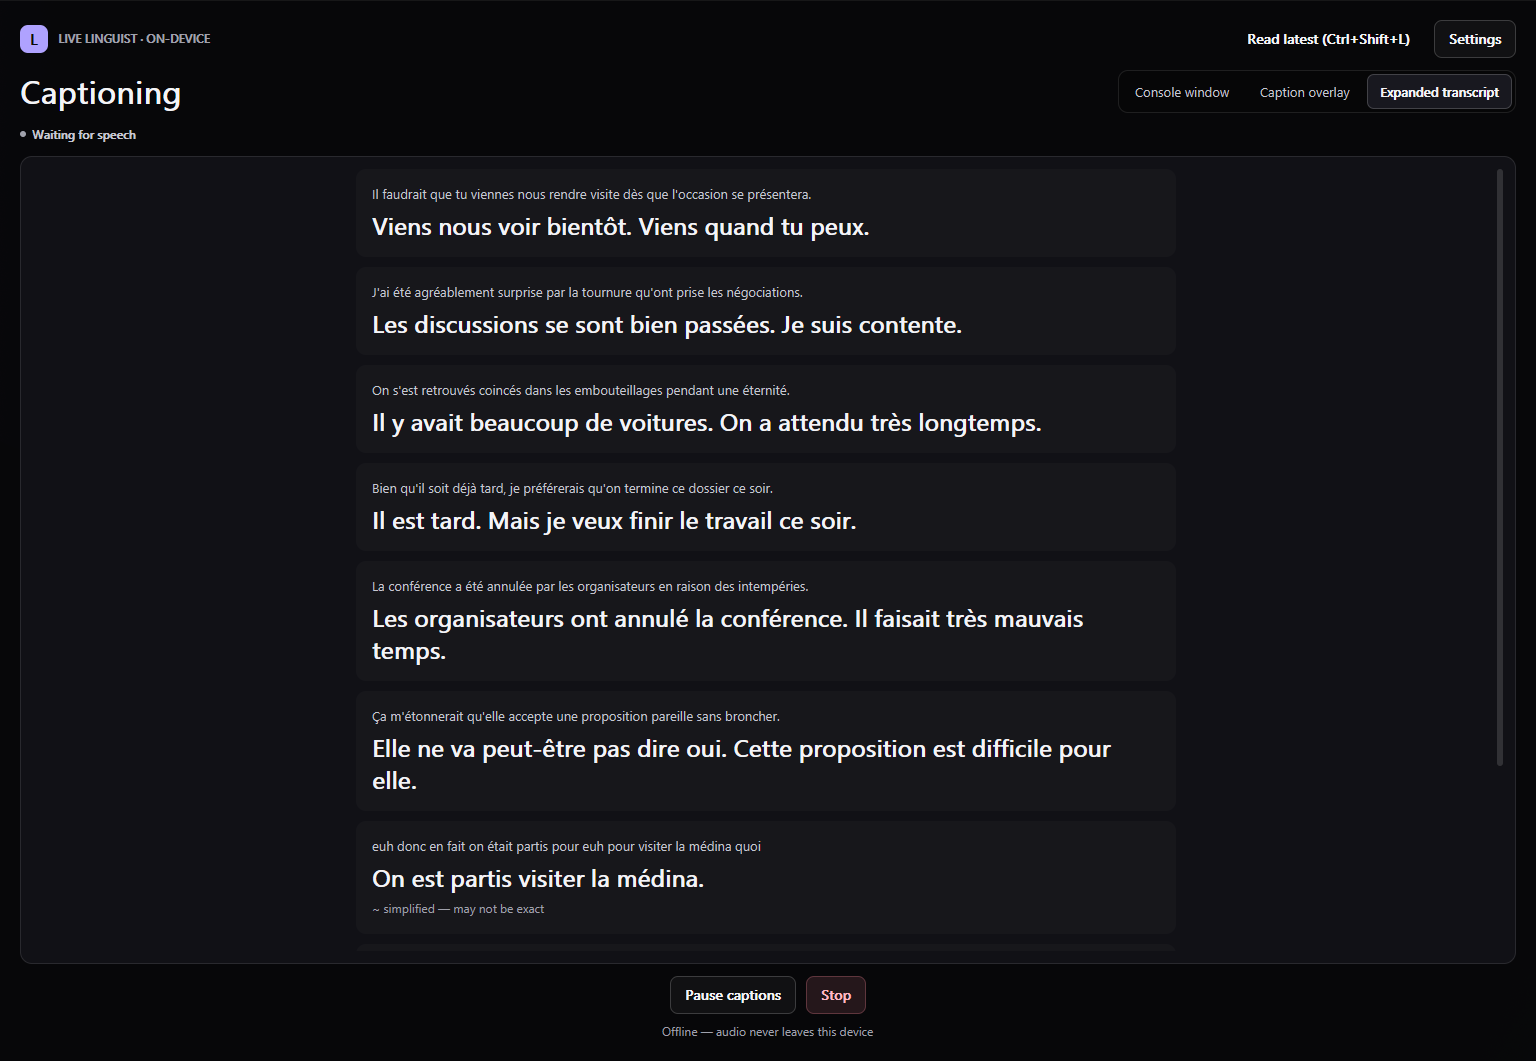 L
LIVE LINGUIST · ON-DEVICE
Read latest (Ctrl+Shift+L)
Settings
Captioning
Console window
Caption overlay
Expanded transcript
Waiting for speech
Il faudrait que tu viennes nous rendre visite dès que l'occasion se présentera.
Viens nous voir bientôt. Viens quand tu peux.
J'ai été agréablement surprise par la tournure qu'ont prise les négociations.
Les discussions se sont bien passées. Je suis contente.
On s'est retrouvés coincés dans les embouteillages pendant une éternité.
Il y avait beaucoup de voitures. On a attendu très longtemps.
Bien qu'il soit déjà tard, je préférerais qu'on termine ce dossier ce soir.
Il est tard. Mais je veux finir le travail ce soir.
La conférence a été annulée par les organisateurs en raison des intempéries.
Les organisateurs ont annulé la conférence. Il faisait très mauvais
temps.
Ça m'étonnerait qu'elle accepte une proposition pareille sans broncher.
Elle ne va peut-être pas dire oui. Cette proposition est difficile pour
elle.
euh donc en fait on était partis pour euh pour visiter la médina quoi
On est partis visiter la médina.
~ simplified — may not be exact
Pause captions
Stop
Offline — audio never leaves this device